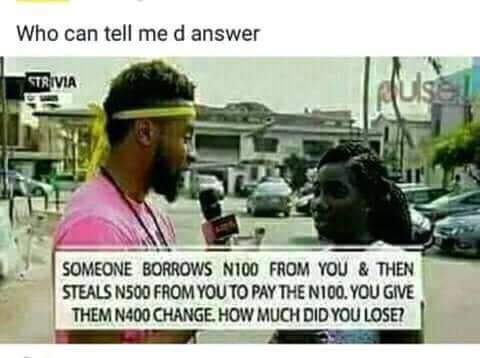 Who can tell me d answer
STRIVIA
pulse
SOMEONE BORROWS N100 FROM YOU & THEN
STEALS N500 FROM YOU TO PAY THE N100. YOU GIVE
THEM N400 CHANGE. HOW MUCH DID YOU LOSE?